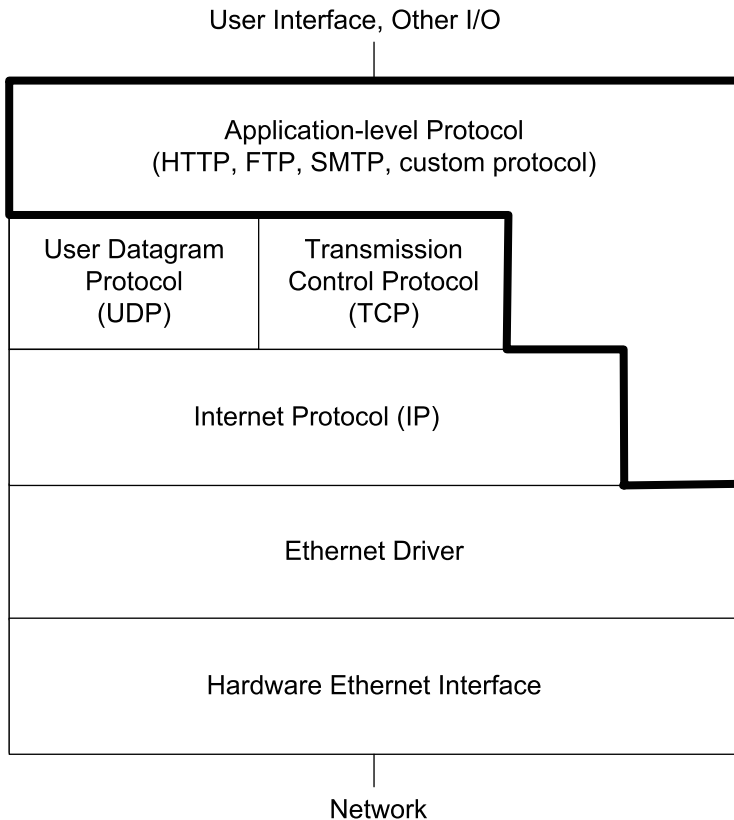 User Interface, Other I/O
Application-level Protocol
(HTTP, FTP, SMTP, custom protocol)
User Datagram
Protocol
(UDP)
Transmission
Control Protocol
(TCP)
Internet Protocol (IP)
Ethernet Driver
Hardware Ethernet Interface
Network